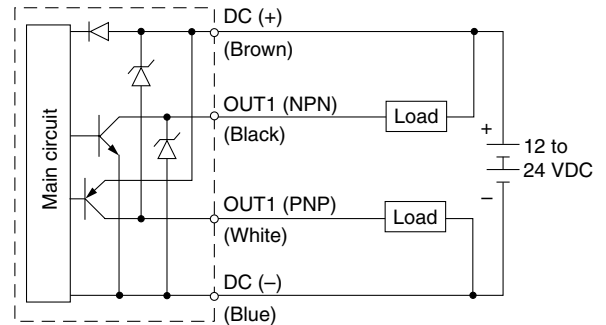 DC (+)
(Brown)
OUT1 (NPN)
(Black)
Load
Main circuit
+
12 to
24 VDC
–
OUT1 (PNP)
(White)
Load
DC (–)
(Blue)